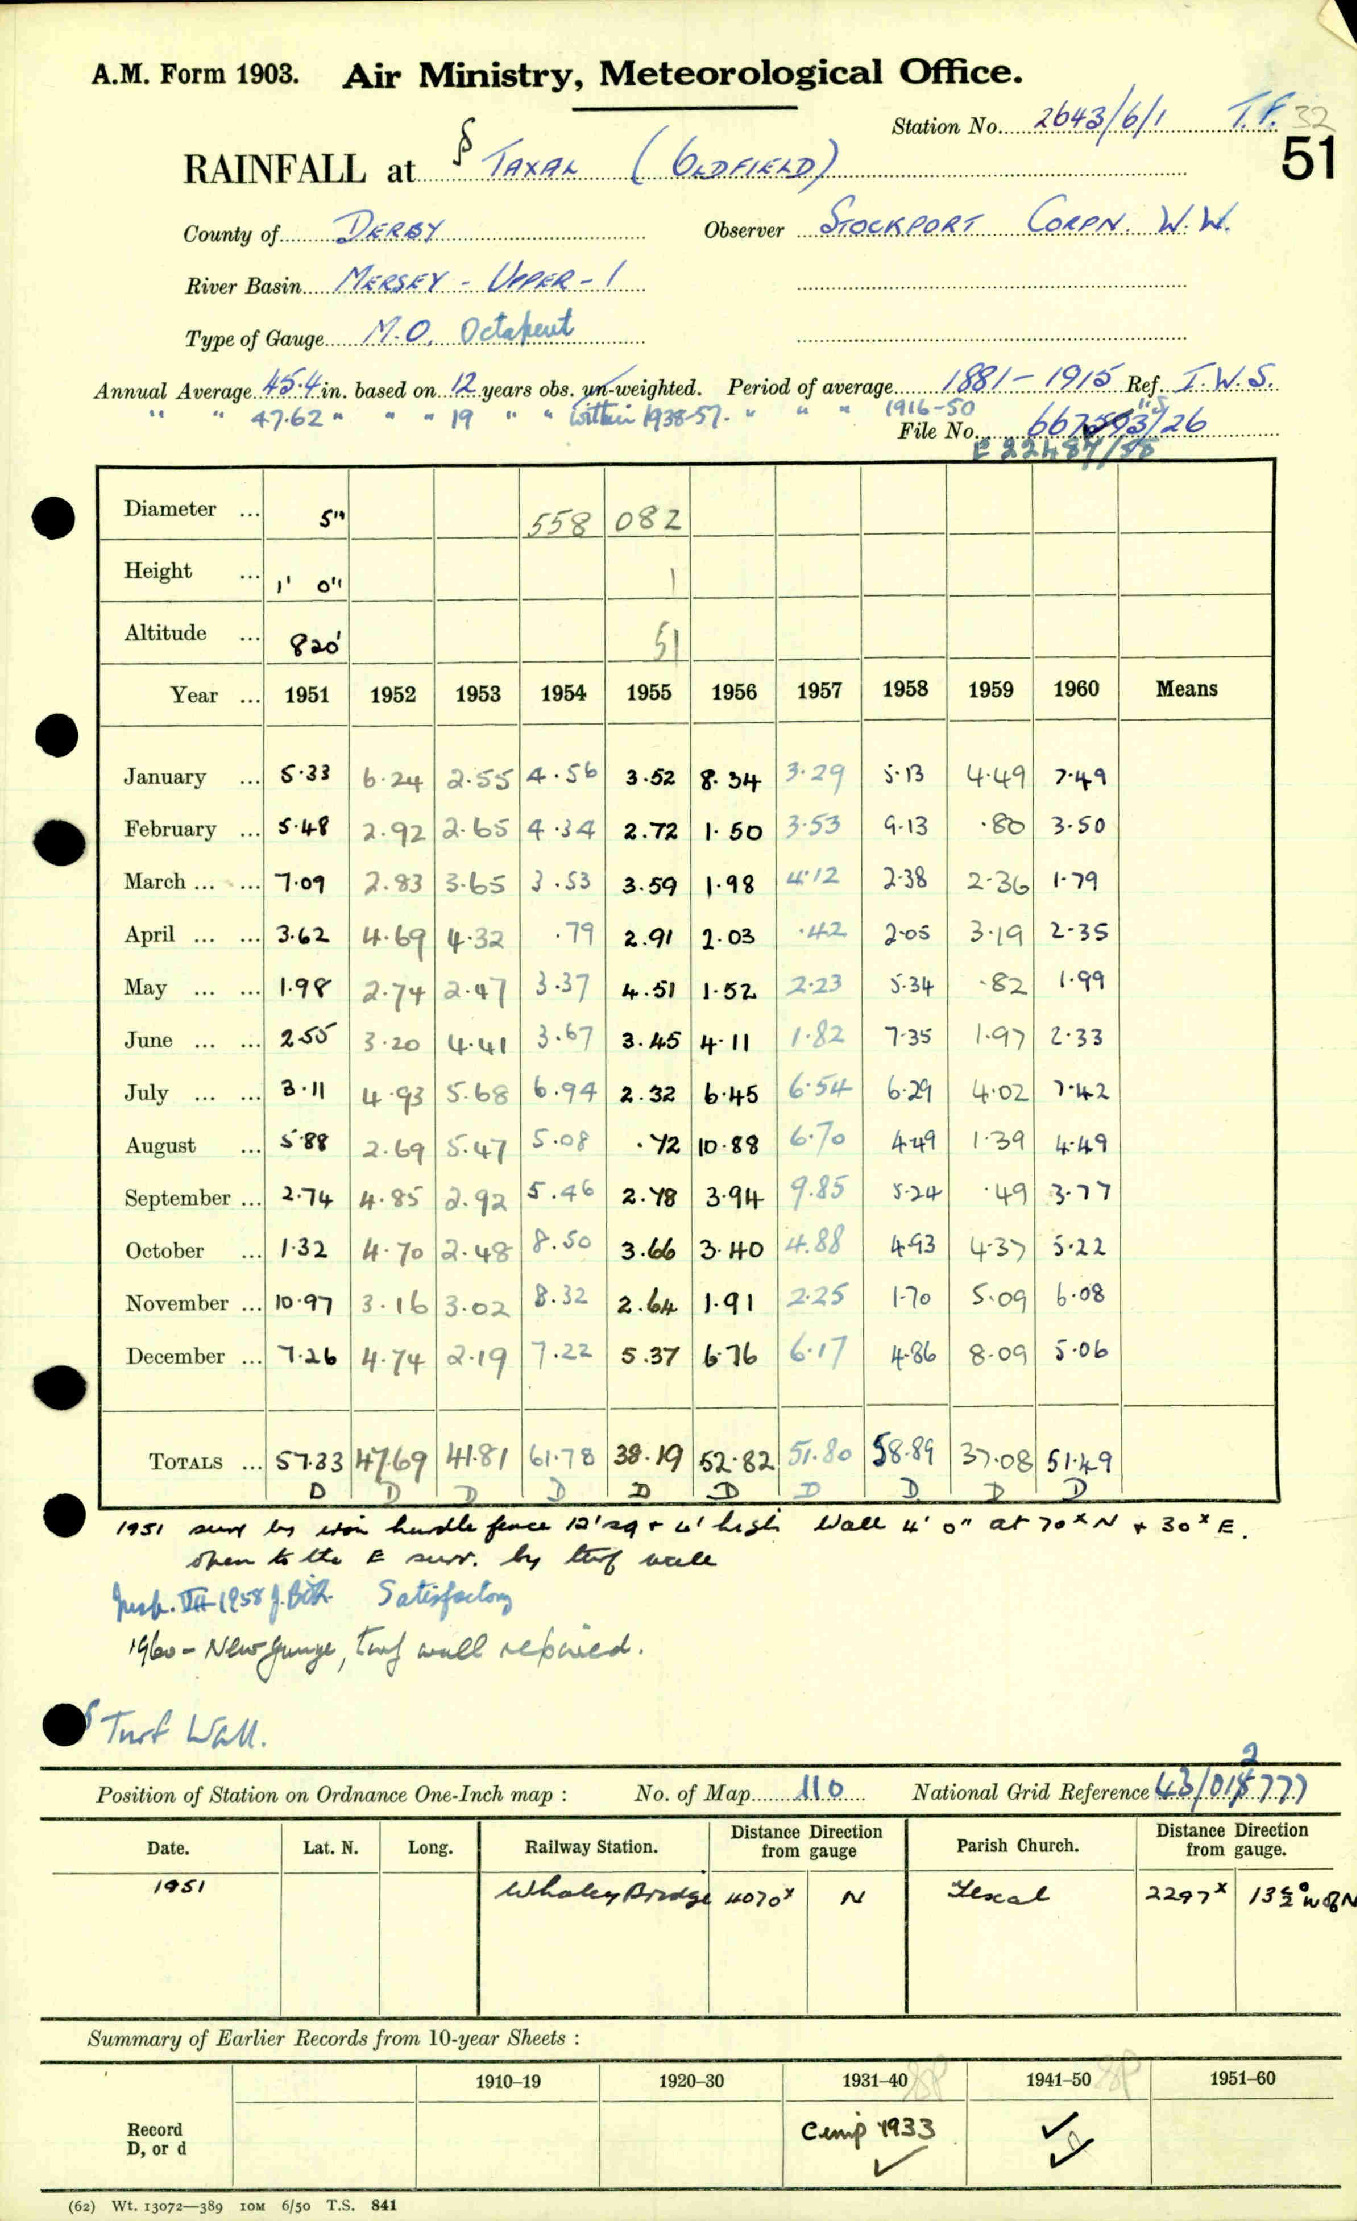 A.M. Form 1903. Air Ministry, Meteorological Office.
Station No. 2643/6/1 T.F. 32
51
RAINFALL at § TAXAL (OLDFIELD)
County of DERBY Observer STOCKPORT CORPN. W.W.
River Basin MERSEY - UPPER - 1
Type of Gauge M.O. Octapent
Annual Average 45.4 in. based on 12 years obs. un-weighted. Period of average 1881-1915 Ref. I.W.S.
" " 47.62 " " " 19 " " within 1938-57. " " " 1916-50 "
File No. 667593/26
E 22487/55
Diameter ... 5" 558 082
Height ... 1' 0" 1
Altitude ... 820' 51
Year ... 1951 1952 1953 1954 1955 1956 1957 1958 1959 1960 Means
January ... 5.33 6.24 2.55 4.56 3.52 8.34 3.29 5.13 4.49 7.49
February ... 5.48 2.92 2.65 4.34 2.72 1.50 3.53 9.13 .80 3.50
March ... ... 7.09 2.83 3.65 3.53 3.59 1.98 4.12 2.38 2.36 1.79
April ... ... 3.62 4.69 4.32 .79 2.91 2.03 .42 2.05 3.19 2.35
May ... ... 1.98 2.74 2.47 3.37 4.51 1.52 2.23 5.34 .82 1.99
June ... ... 2.55 3.20 4.41 3.67 3.45 4.11 1.82 7.35 1.97 2.33
July ... ... 3.11 4.93 5.68 6.94 2.32 6.45 6.54 6.29 4.02 7.42
August ... 5.88 2.69 5.47 5.08 .72 10.88 6.70 4.49 1.39 4.49
September ... 2.74 4.85 2.92 5.46 2.78 3.94 9.85 5.24 .49 3.77
October ... 1.32 4.70 2.48 8.50 3.66 3.40 4.88 4.93 4.37 5.22
November ... 10.97 3.16 3.02 8.32 2.64 1.91 2.25 1.70 5.09 6.08
December ... 7.26 4.74 2.19 7.22 5.37 6.76 6.17 4.86 8.09 5.06
TOTALS ... 57.33 47.69 41.81 61.78 38.19 52.82 51.80 58.89 37.08 51.49
D D D D D D D D D D
1951 surr by iron hurdle fence 12' sq + 4' high Wall 4' 0" at 70x N + 30x E.
open to the E surr. by turf wall
Insp. VII 1958 Satisfactory
1960 - New gauge, turf wall repaired.
§ Turf Wall.
Position of Station on Ordnance One-Inch map : No. of Map 110 National Grid Reference 43/018777
2
Date. Lat. N. Long. Railway Station. Distance from Direction gauge Parish Church. Distance from Direction gauge.
1951 Whaley Bridge 4070x N Texal 2297x 13½° W of N
Summary of Earlier Records from 10-year Sheets :
1910–19 1920–30 1931–40 1941–50 1951–60
Record
D, or d
Comp 1933 ✓ ✓ ✓
(62) Wt. 13072—389 10M 6/50 T.S. 841